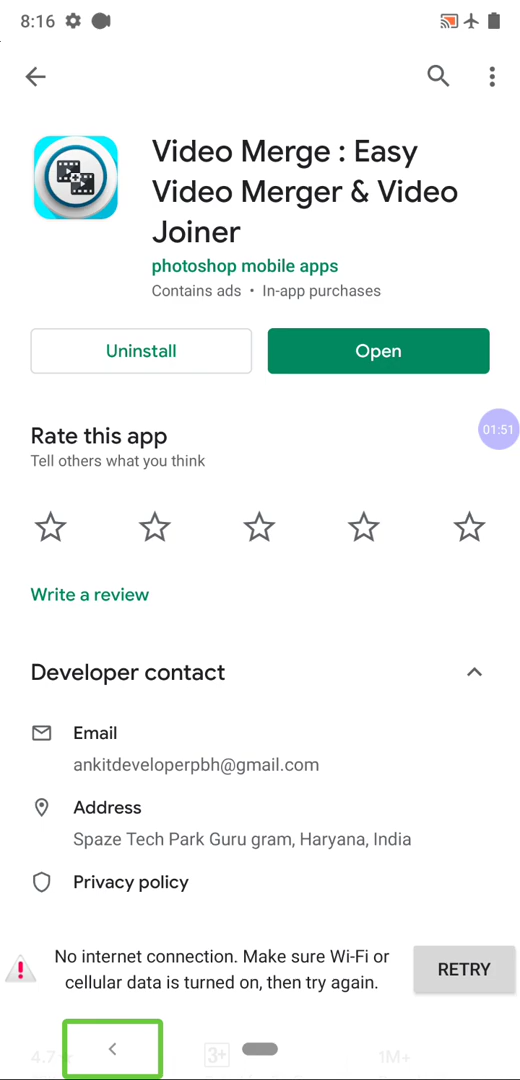 8:16
Video Merge : Easy
Video Merger & Video
Joiner
photoshop mobile apps
Contains ads • In-app purchases
Uninstall
Open
Rate this app
Tell others what you think
01:51
Write a review
Developer contact
Email
ankitdeveloperpbh@gmail.com
Address
Spaze Tech Park Guru gram, Haryana, India
Privacy policy
No internet connection. Make sure Wi-Fi or
cellular data is turned on, then try again.
RETRY
4.7
3+
1M+